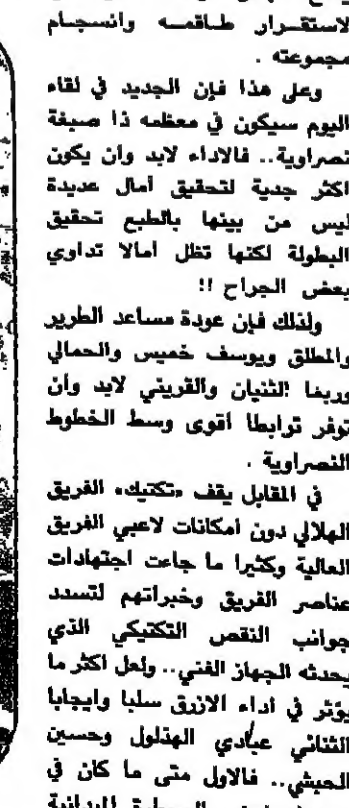 لاستقرار طاقمه وانسجام
مجموعته .
وعلى هذا فإن الجديد في لقاء
اليوم سيكون في معظمه ذا صبغة
نصراوية.. فالاداء لابد وان يكون
اكثر جدية لتحقيق أمال عديدة
ليس من بينها بالطبع تحقيق
البطولة لكنها تظل أمالا تداوي
بعض الجراح !!
ولذلك فإن عودة مساعد الطرير
والمطلق ويوسف خميس والحمالي
وربما الثنيان والقريني لابد وأن
توفر ترابطا أقوى وسط الخطوط
النصراوية .
في المقابل يقف «تكتيك» الفريق
الهلالي دون امكانات لاعبي الفريق
العالية وكثيرا ما جاءت اجتهادات
عناصر الفريق وخبراتهم لتسدد
جوانب النقص التكتيكي الذي
يحدثه الجهاز الفني.. ولعل اكثر ما
يؤثر في أداء الازرق سلبا وايجابا
الثنائي عبادي الهذلول وحسين
الحبشي.. فالاول متى ما كان في